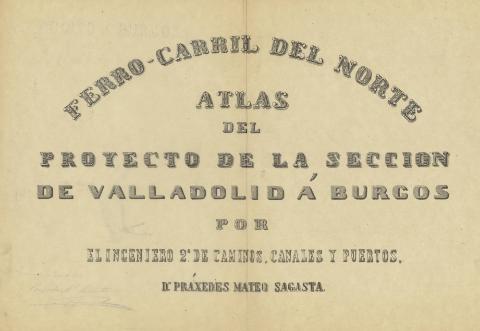 FERRO-CARRIL DEL NORTE
ATLAS
DEL
PROYECTO DE LA SECCION
DE VALLADOLID Á BURGOS
POR
EL INGENIERO 2º DE CAMINOS, CANALES Y PUERTOS,
Dn PRÁXEDES MATEO SAGASTA.